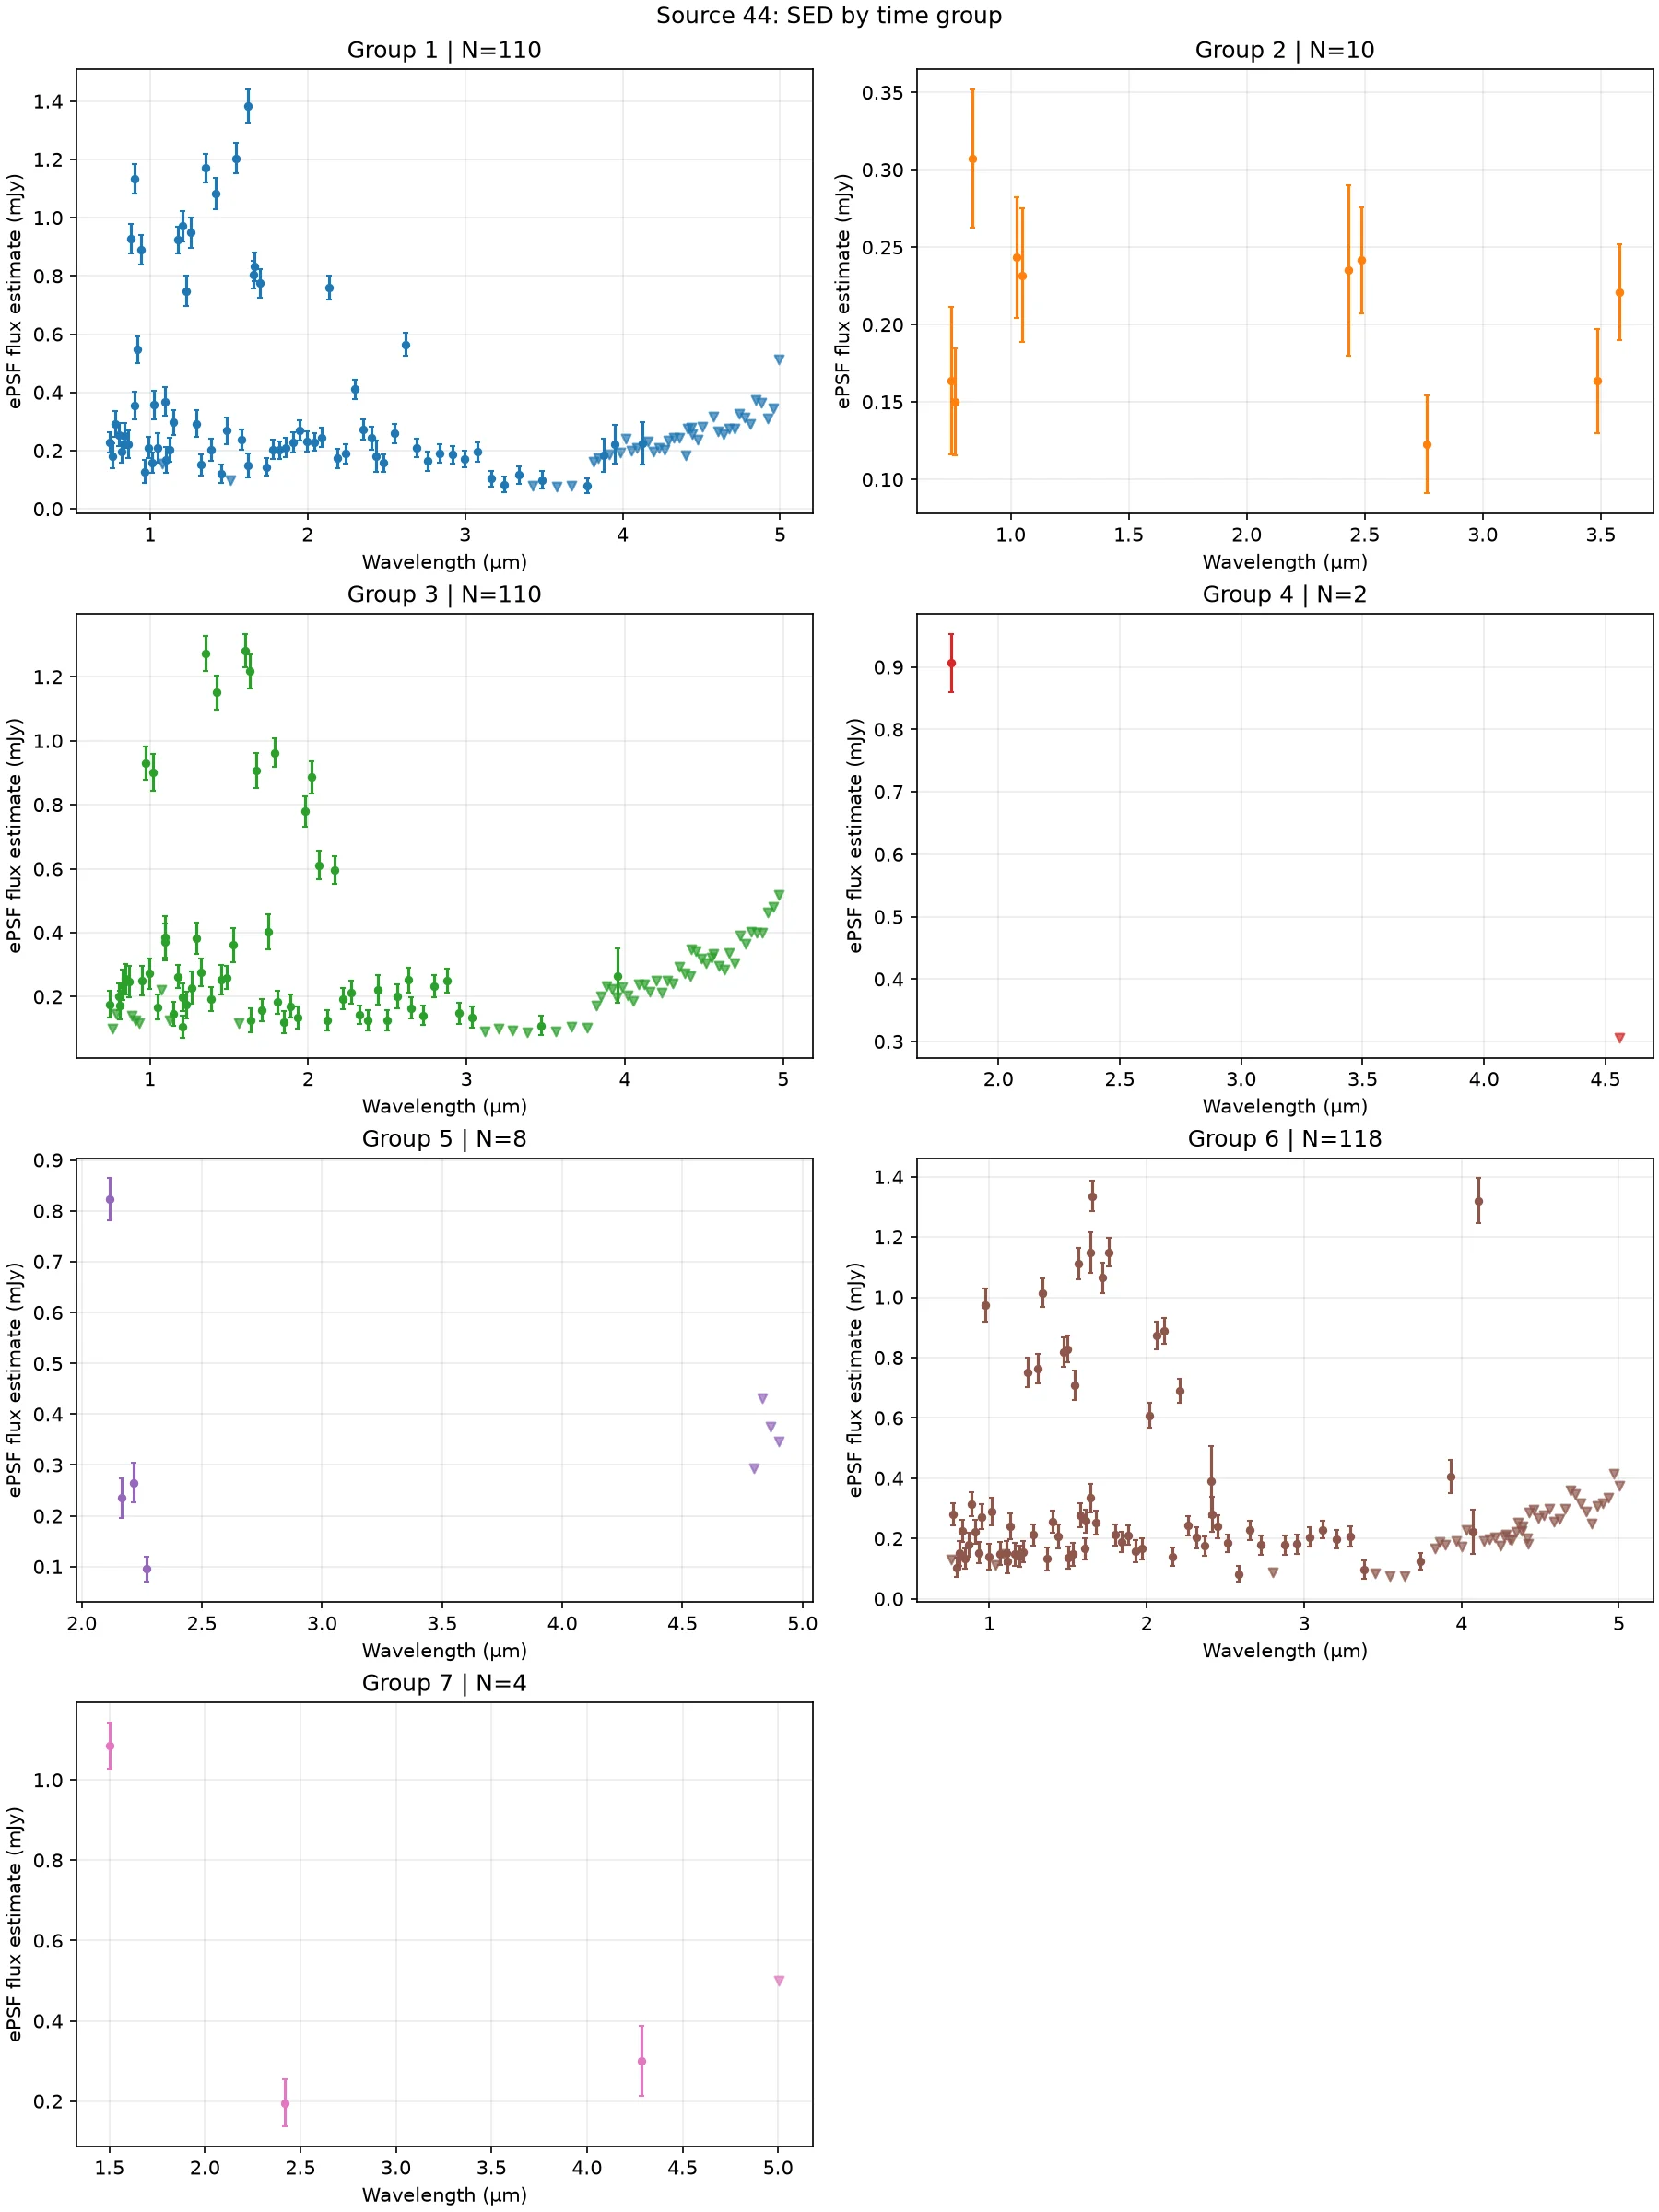 Source 44: SED by time group
Group 1 | N=110
ePSF flux estimate (mJy)
1.4
1.2
1.0
0.8
0.6
0.4
0.2
0.0
1 2 3 4 5
Wavelength (µm)
Group 2 | N=10
ePSF flux estimate (mJy)
0.35
0.30
0.25
0.20
0.15
0.10
1.0 1.5 2.0 2.5 3.0 3.5
Wavelength (µm)
Group 3 | N=110
ePSF flux estimate (mJy)
1.2
1.0
0.8
0.6
0.4
0.2
1 2 3 4 5
Wavelength (µm)
Group 4 | N=2
ePSF flux estimate (mJy)
0.9
0.8
0.7
0.6
0.5
0.4
0.3
2.0 2.5 3.0 3.5 4.0 4.5
Wavelength (µm)
Group 5 | N=8
ePSF flux estimate (mJy)
0.9
0.8
0.7
0.6
0.5
0.4
0.3
0.2
0.1
2.0 2.5 3.0 3.5 4.0 4.5 5.0
Wavelength (µm)
Group 6 | N=118
ePSF flux estimate (mJy)
1.4
1.2
1.0
0.8
0.6
0.4
0.2
0.0
1 2 3 4 5
Wavelength (µm)
Group 7 | N=4
ePSF flux estimate (mJy)
1.0
0.8
0.6
0.4
0.2
1.5 2.0 2.5 3.0 3.5 4.0 4.5 5.0
Wavelength (µm)